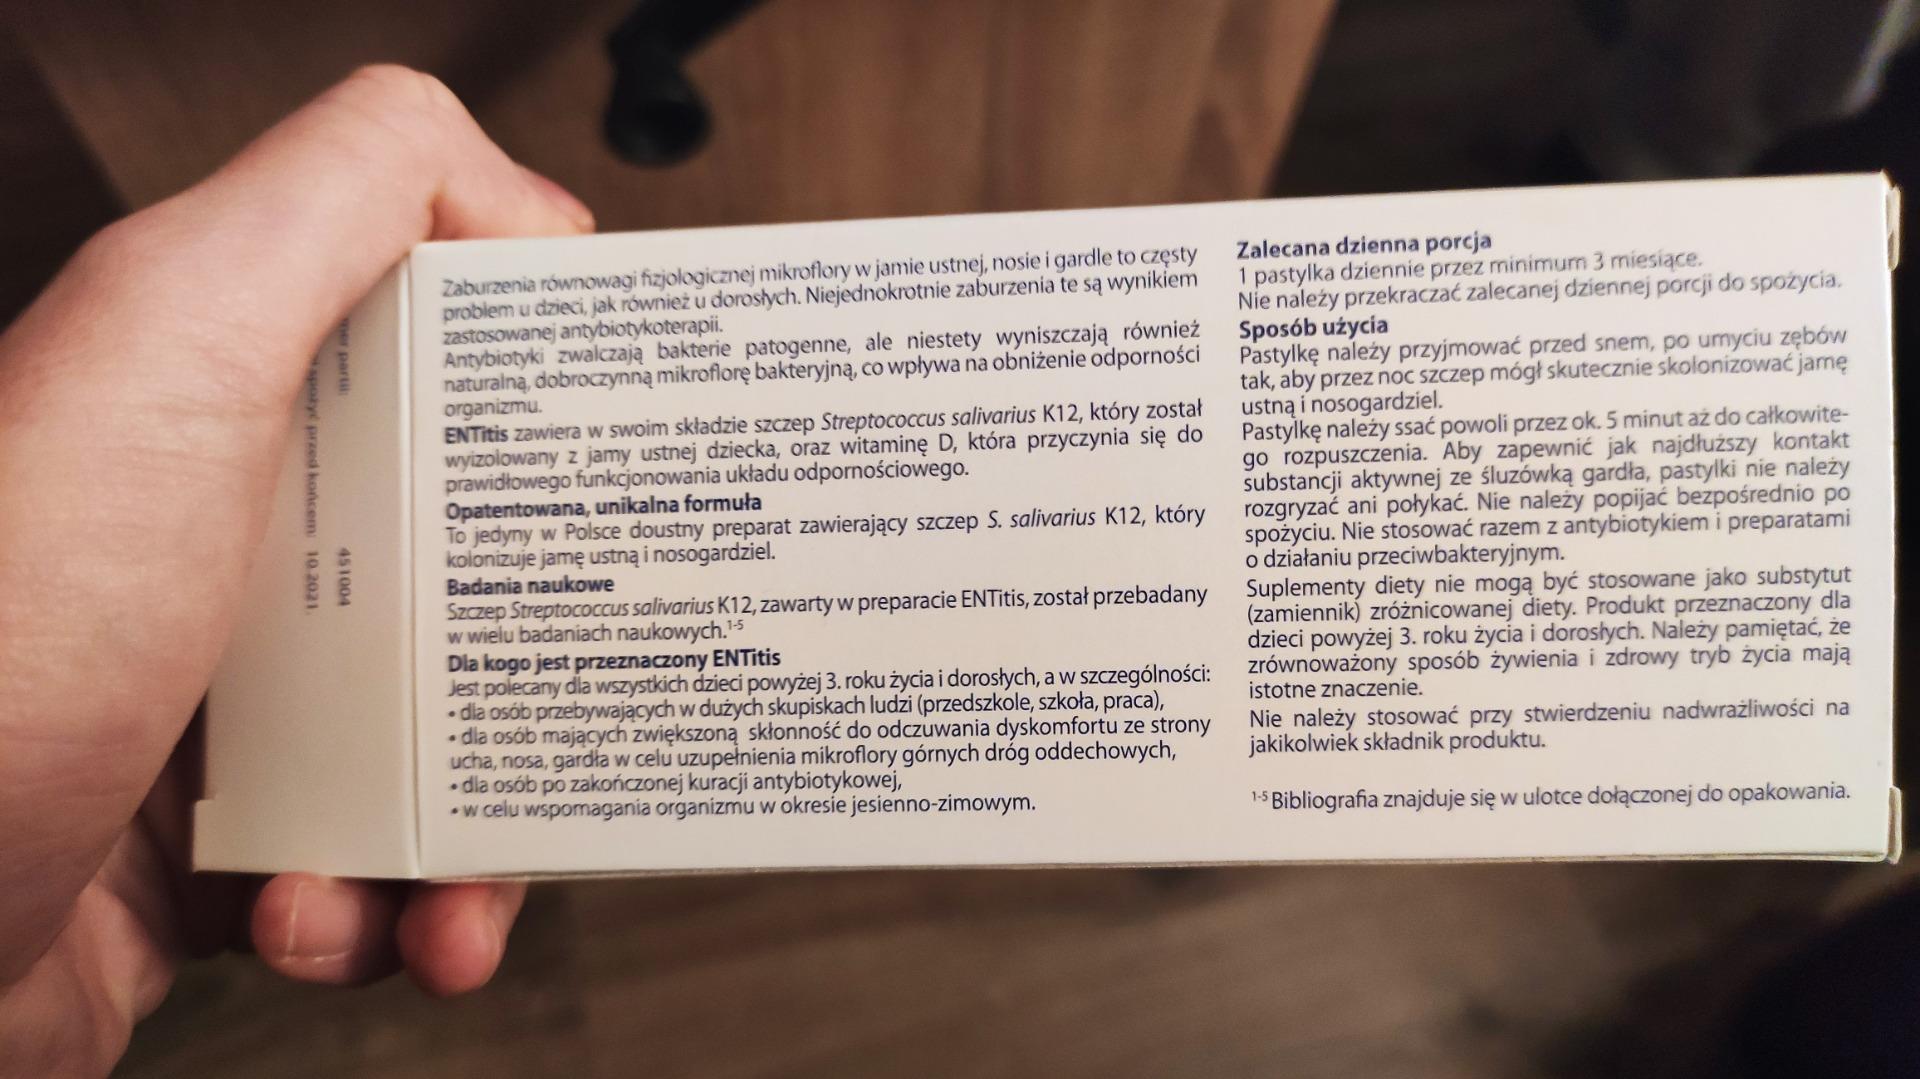 Zaburzenia równowagi fizjologicznej mikroflory w jamie ustnej, nosie i gardle to częsty
problem u dzieci, jak również u dorosłych. Niejednokrotnie zaburzenia te są wynikiem
zastosowanej antybiotykoterapii.
Antybiotyki zwalczają bakterie patogenne, ale niestety wyniszczają również
naturalną, dobroczynną mikroflorę bakteryjną, co wpływa na obniżenie odporności
organizmu.
ENTitis zawiera w swoim składzie szczep Streptococcus salivarius K12, który został
wyizolowany z jamy ustnej dziecka, oraz witaminę D, która przyczynia się do
prawidłowego funkcjonowania układu odpornościowego.
Opatentowana, unikalna formuła
To jedyny w Polsce doustny preparat zawierający szczep S. salivarius K12, który
kolonizuje jamę ustną i nosogardziel.
Badania naukowe
Szczep Streptococcus salivarius K12, zawarty w preparacie ENTitis, został przebadany
w wielu badaniach naukowych.1-5
Dla kogo jest przeznaczony ENTitis
Jest polecany dla wszystkich dzieci powyżej 3. roku życia i dorosłych, a w szczególności:
• dla osób przebywających w dużych skupiskach ludzi (przedszkole, szkoła, praca),
• dla osób mających zwiększoną skłonność do odczuwania dyskomfortu ze strony
ucha, nosa, gardła w celu uzupełnienia mikroflory górnych dróg oddechowych,
• dla osób po zakończonej kuracji antybiotykowej,
• w celu wspomagania organizmu w okresie jesienno-zimowym.
Zalecana dzienna porcja
1 pastylka dziennie przez minimum 3 miesiące.
Nie należy przekraczać zalecanej dziennej porcji do spożycia.
Sposób użycia
Pastylkę należy przyjmować przed snem, po umyciu zębów
tak, aby przez noc szczep mógł skutecznie skolonizować jamę
ustną i nosogardziel.
Pastylkę należy ssać powoli przez ok. 5 minut aż do całkowite-
go rozpuszczenia. Aby zapewnić jak najdłuższy kontakt
substancji aktywnej ze śluzówką gardła, pastylki nie należy
rozgryzać ani połykać. Nie należy popijać bezpośrednio po
spożyciu. Nie stosować razem z antybiotykiem i preparatami
o działaniu przeciwbakteryjnym.
Suplementy diety nie mogą być stosowane jako substytut
(zamiennik) zróżnicowanej diety. Produkt przeznaczony dla
dzieci powyżej 3. roku życia i dorosłych. Należy pamiętać, że
zrównoważony sposób żywienia i zdrowy tryb życia mają
istotne znaczenie.
Nie należy stosować przy stwierdzeniu nadwrażliwości na
jakikolwiek składnik produktu.
1-5 Bibliografia znajduje się w ulotce dołączonej do opakowania.
partii: 451004
spożyć przed końcem: 10.2021.